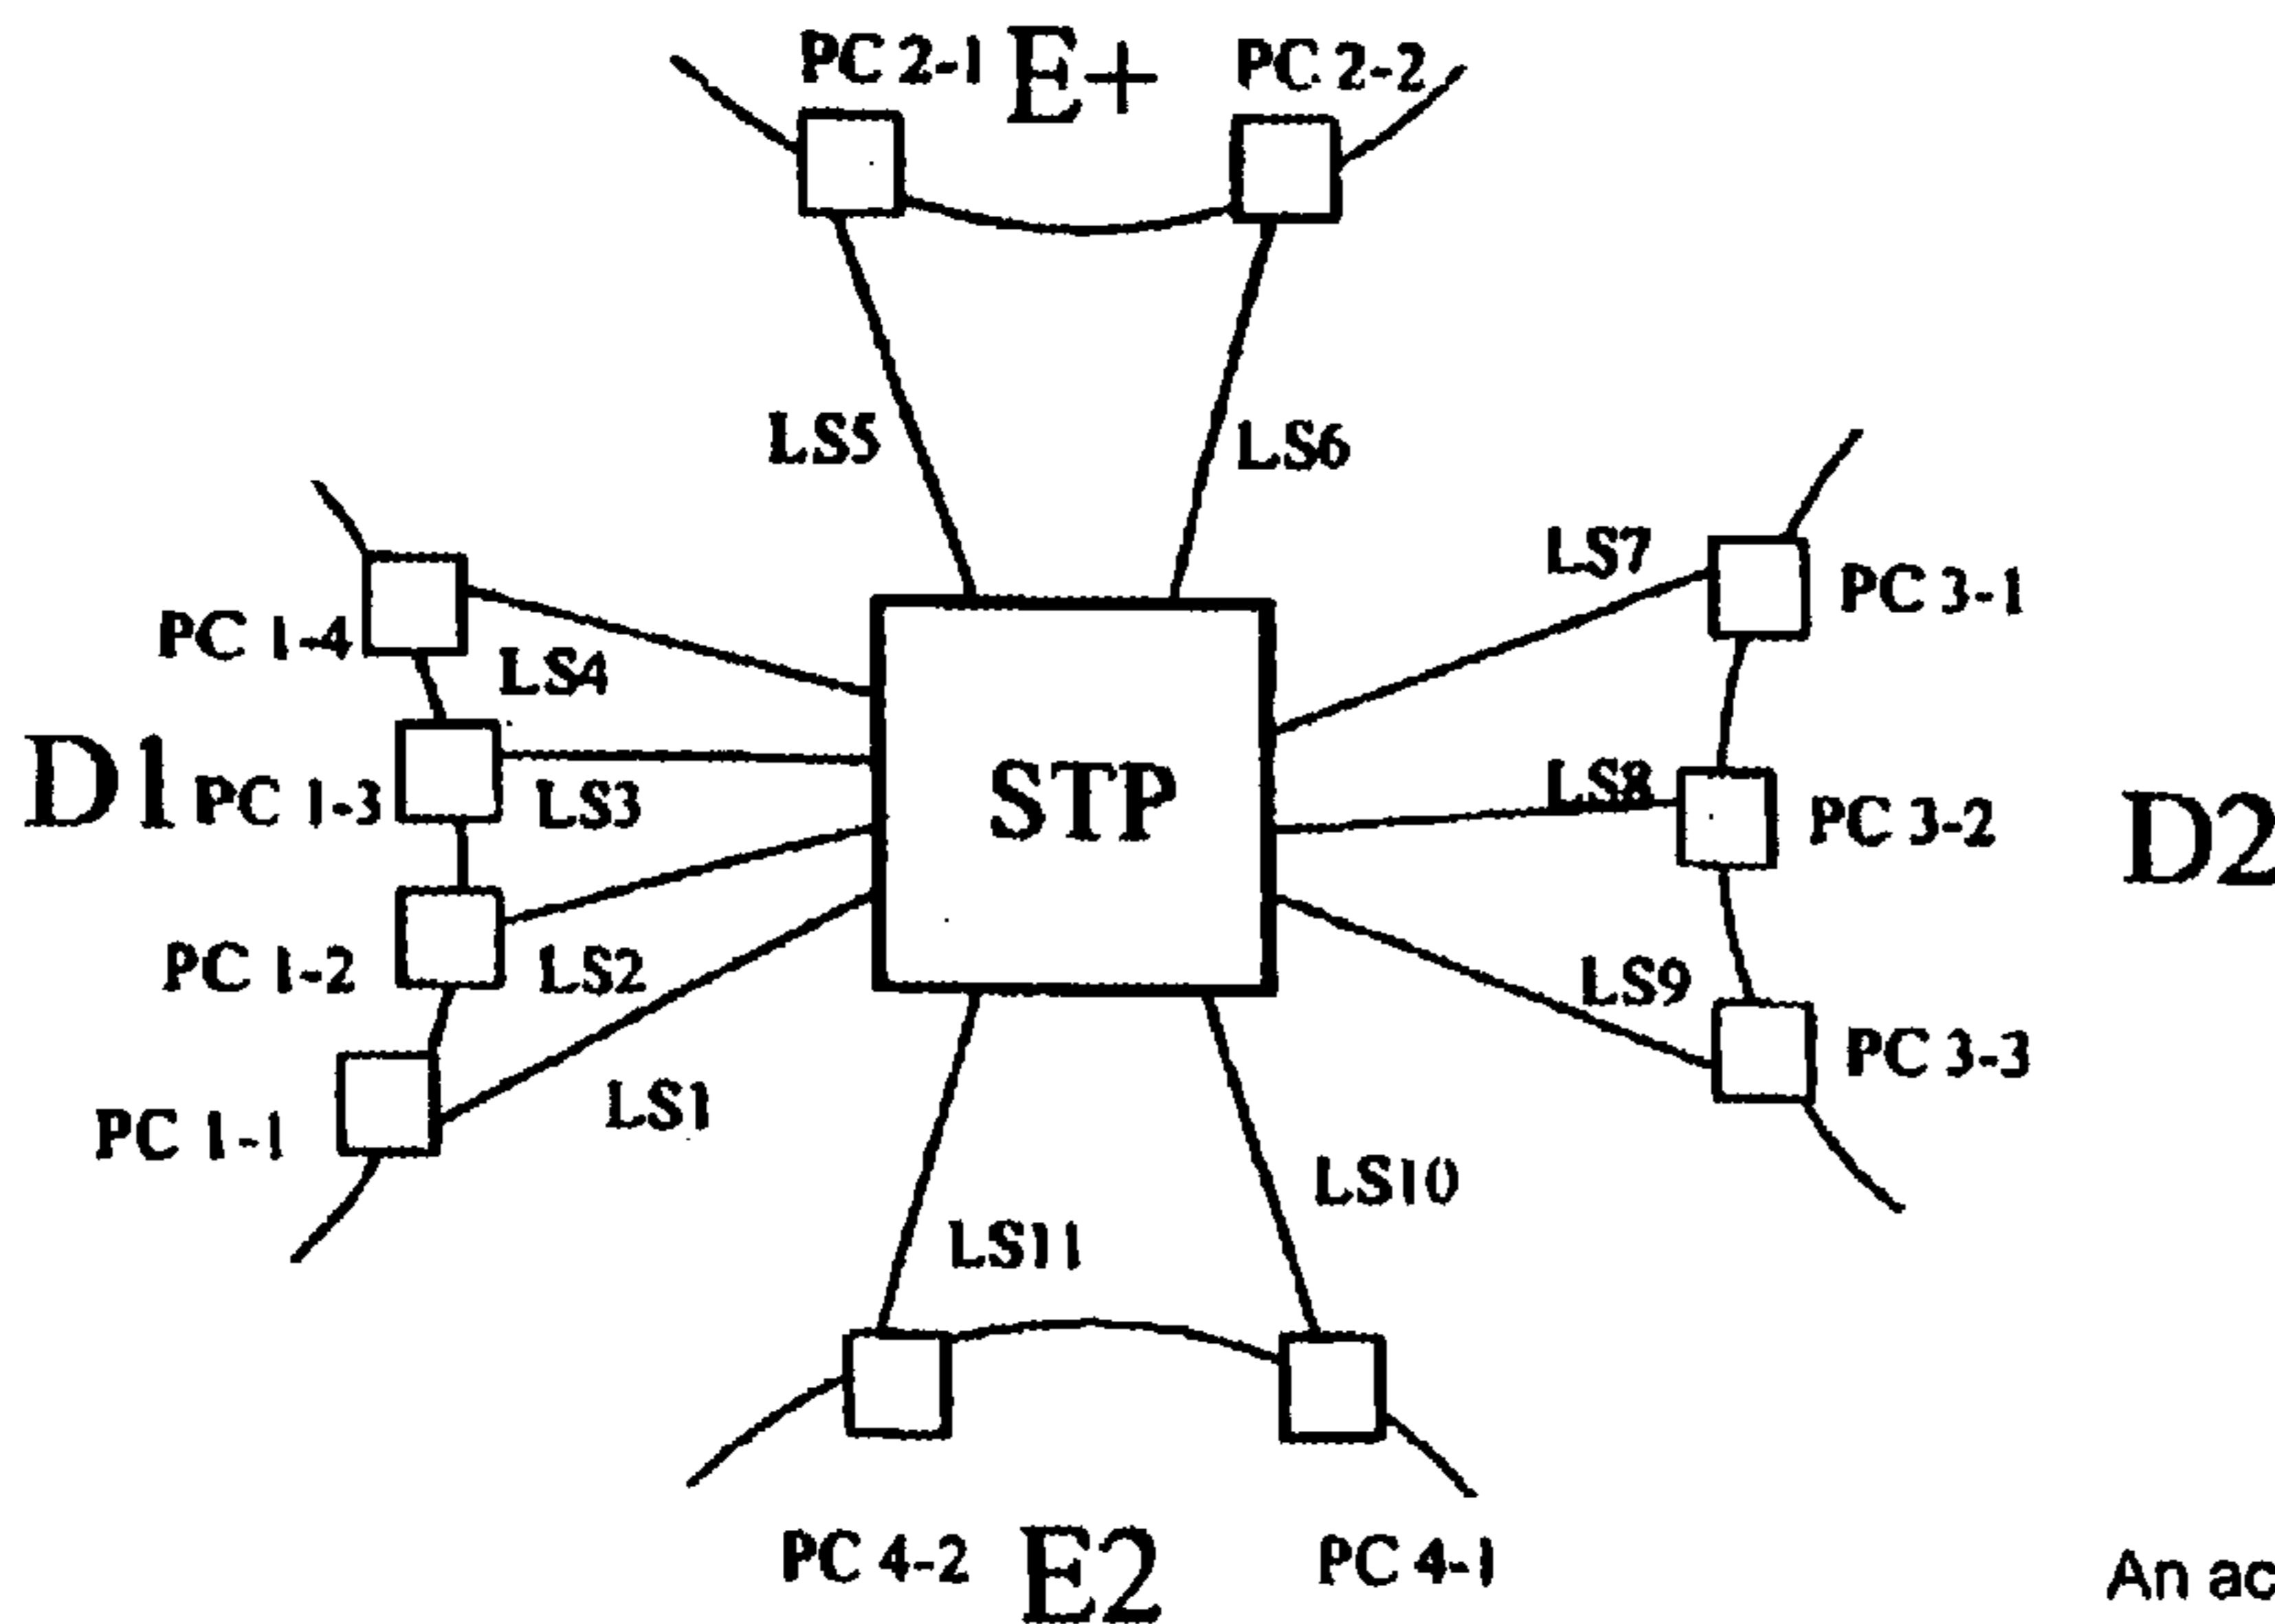 PC 2-1 E+ PC 2-2
LS5 LS6
LS7
PC 3-1
PC 1-4
LS4
D1 PC 1-3 LS3
STP
LS8
PC 3-2
D2
PC 1-2 LS2
LS9
PC 3-3
PC 1-1 LS1
LS10
LS11
PC 4-2 E2 PC 4-1
An ac